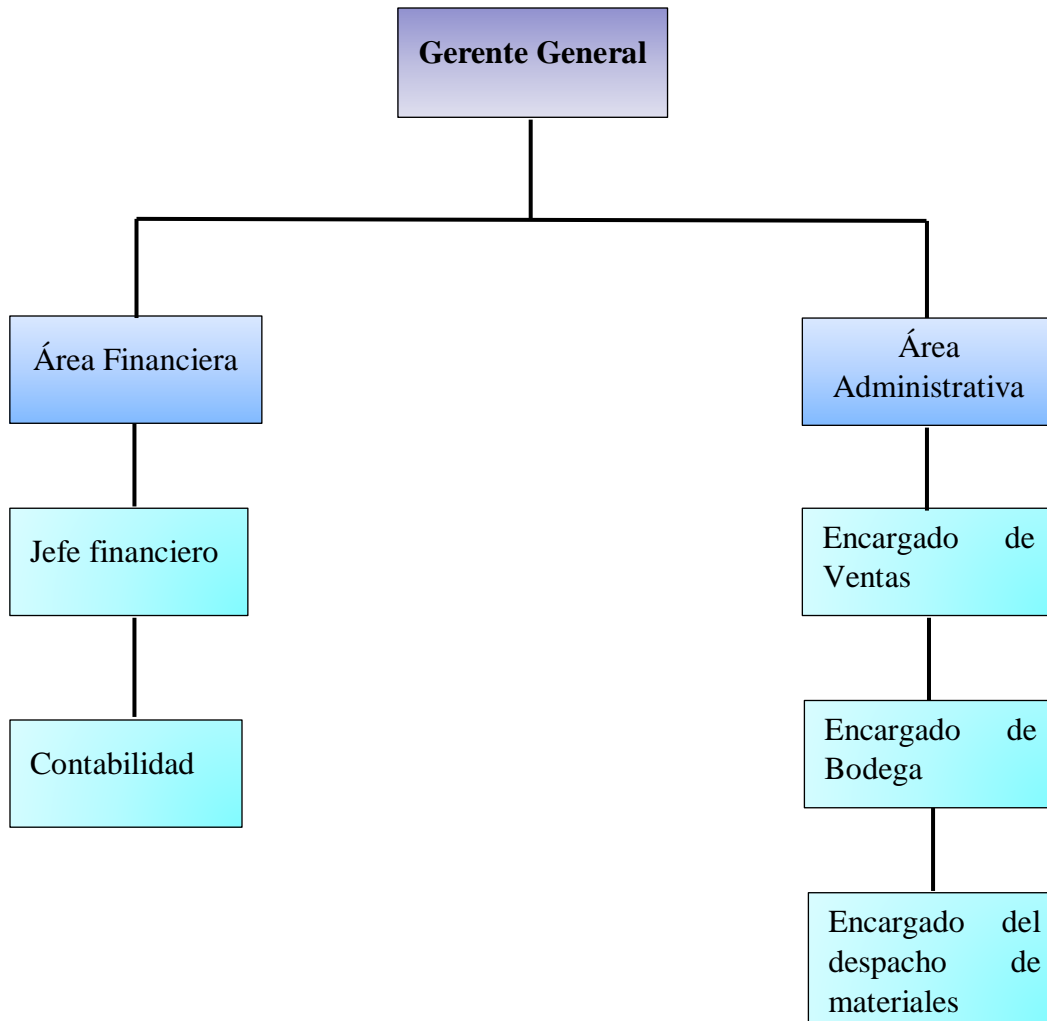 Gerente General
Área Financiera
Área
Administrativa
Jefe financiero
Encargado de
Ventas
Contabilidad
Encargado de
Bodega
Encargado del
despacho de
materiales